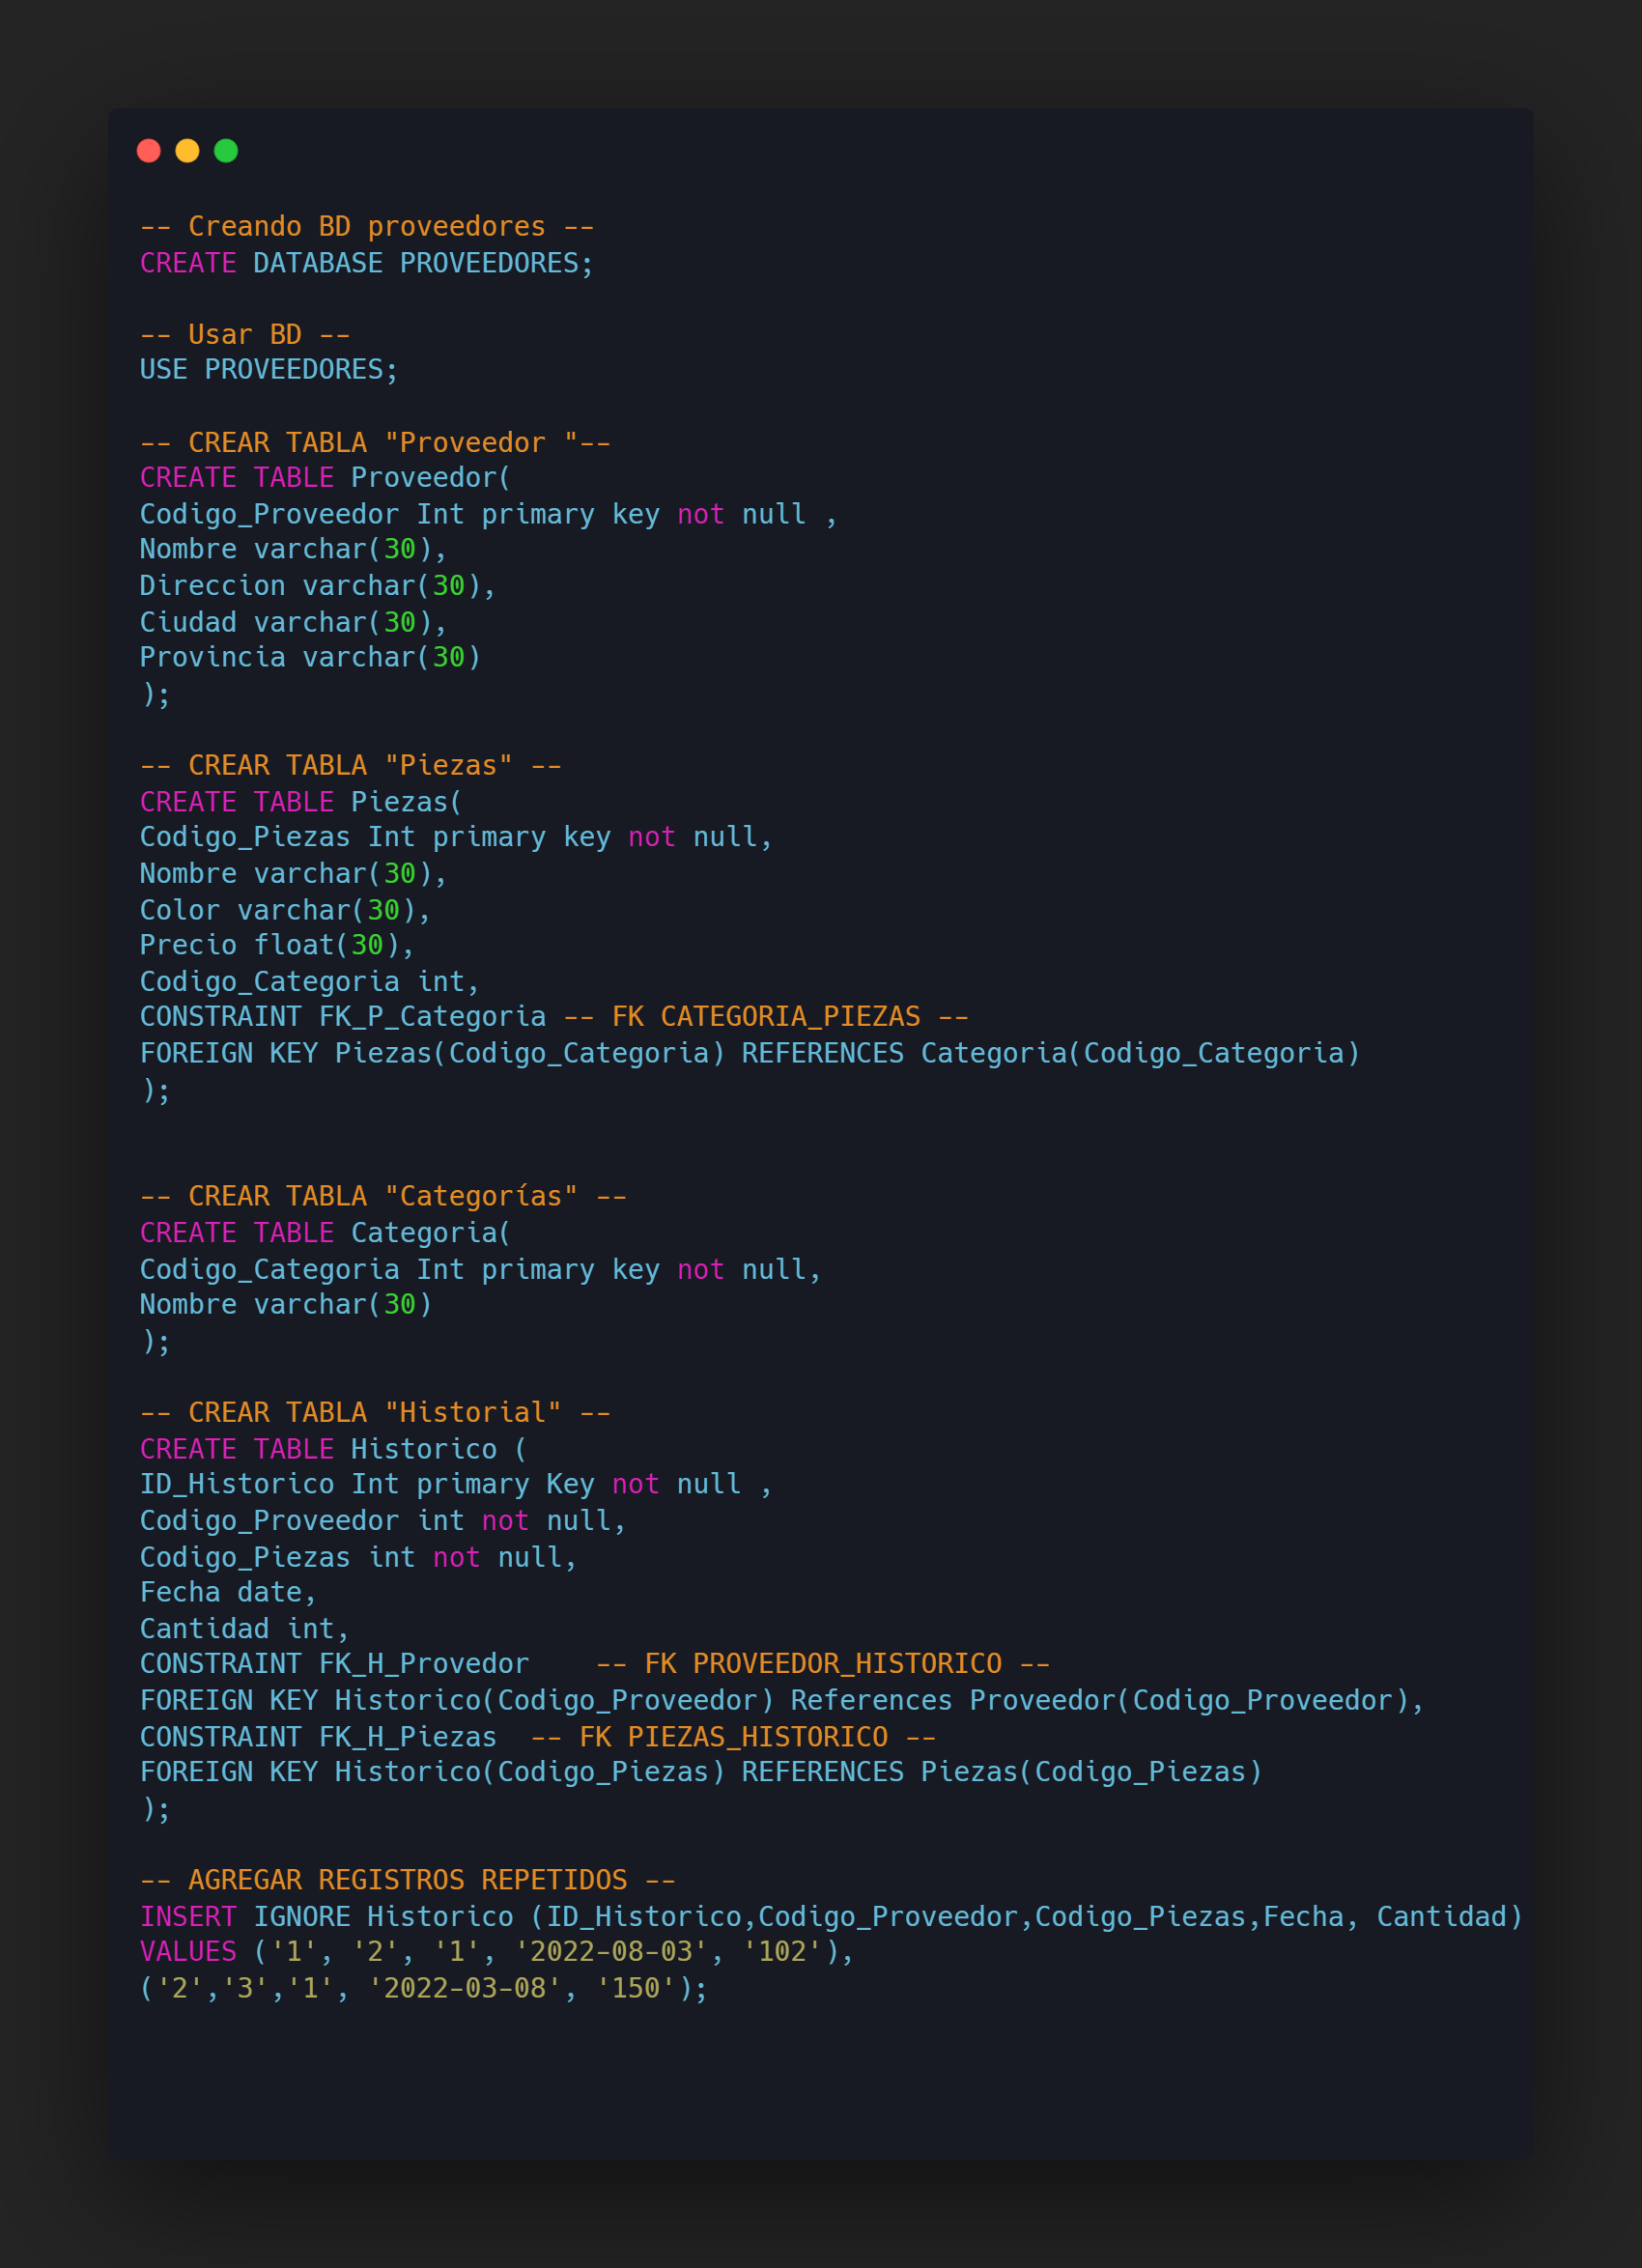 -- Creando BD proveedores --
CREATE DATABASE PROVEEDORES;
-- Usar BD --
USE PROVEEDORES;
-- CREAR TABLA "Proveedor "--
CREATE TABLE Proveedor(
Codigo_Proveedor Int primary key not null ,
Nombre varchar(30),
Direccion varchar(30),
Ciudad varchar(30),
Provincia varchar(30)
);
-- CREAR TABLA "Piezas" --
CREATE TABLE Piezas(
Codigo_Piezas Int primary key not null,
Nombre varchar(30),
Color varchar(30),
Precio float(30),
Codigo_Categoria int,
CONSTRAINT FK_P_Categoria -- FK CATEGORIA_PIEZAS --
FOREIGN KEY Piezas(Codigo_Categoria) REFERENCES Categoria(Codigo_Categoria)
);
-- CREAR TABLA "Categorías" --
CREATE TABLE Categoria(
Codigo_Categoria Int primary key not null,
Nombre varchar(30)
);
-- CREAR TABLA "Historial" --
CREATE TABLE Historico (
ID_Historico Int primary Key not null ,
Codigo_Proveedor int not null,
Codigo_Piezas int not null,
Fecha date,
Cantidad int,
CONSTRAINT FK_H_Provedor    -- FK PROVEEDOR_HISTORICO --
FOREIGN KEY Historico(Codigo_Proveedor) References Proveedor(Codigo_Proveedor),
CONSTRAINT FK_H_Piezas  -- FK PIEZAS_HISTORICO --
FOREIGN KEY Historico(Codigo_Piezas) REFERENCES Piezas(Codigo_Piezas)
);
-- AGREGAR REGISTROS REPETIDOS --
INSERT IGNORE Historico (ID_Historico,Codigo_Proveedor,Codigo_Piezas,Fecha, Cantidad)
VALUES ('1', '2', '1', '2022-08-03', '102'),
('2','3','1', '2022-03-08', '150');